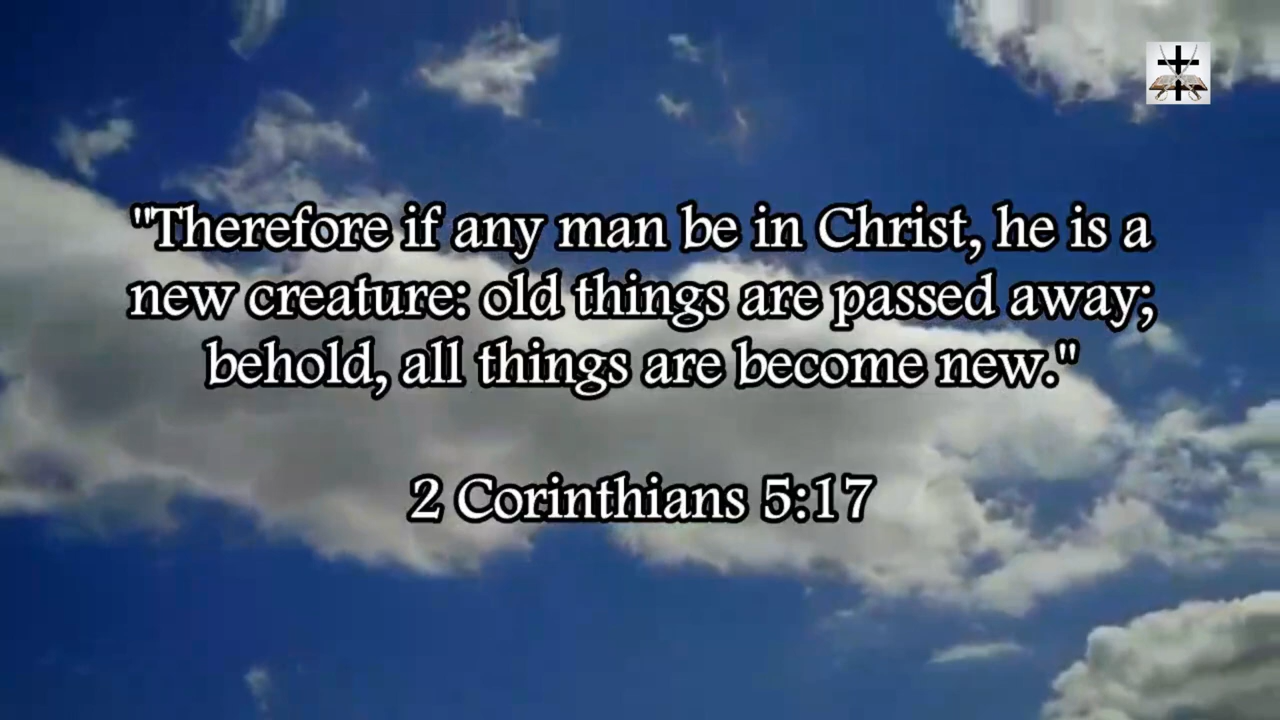 "Therefore if any man be in Christ, he is a
new creature: old things are passed away;
behold, all things are become new."
2 Corinthians 5:17